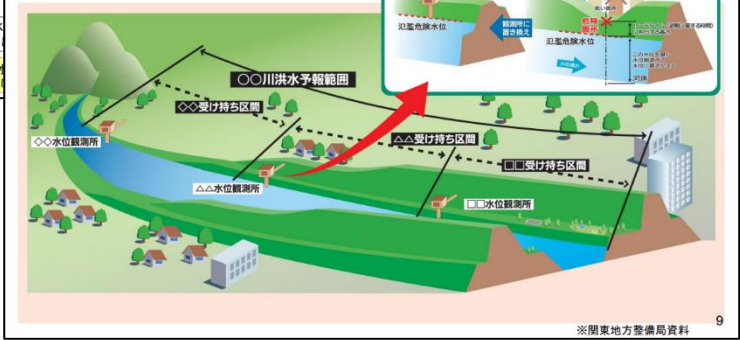 危険
箇所
氾濫危険水位
観測所に
置き換え
氾濫危険水位
河床
○○川洪水予報範囲
◇◇受け持ち区間
◇◇水位観測所
△△受け持ち区間
□□受け持ち区間
△△水位観測所
□□水位観測所
9
※関東地方整備局資料